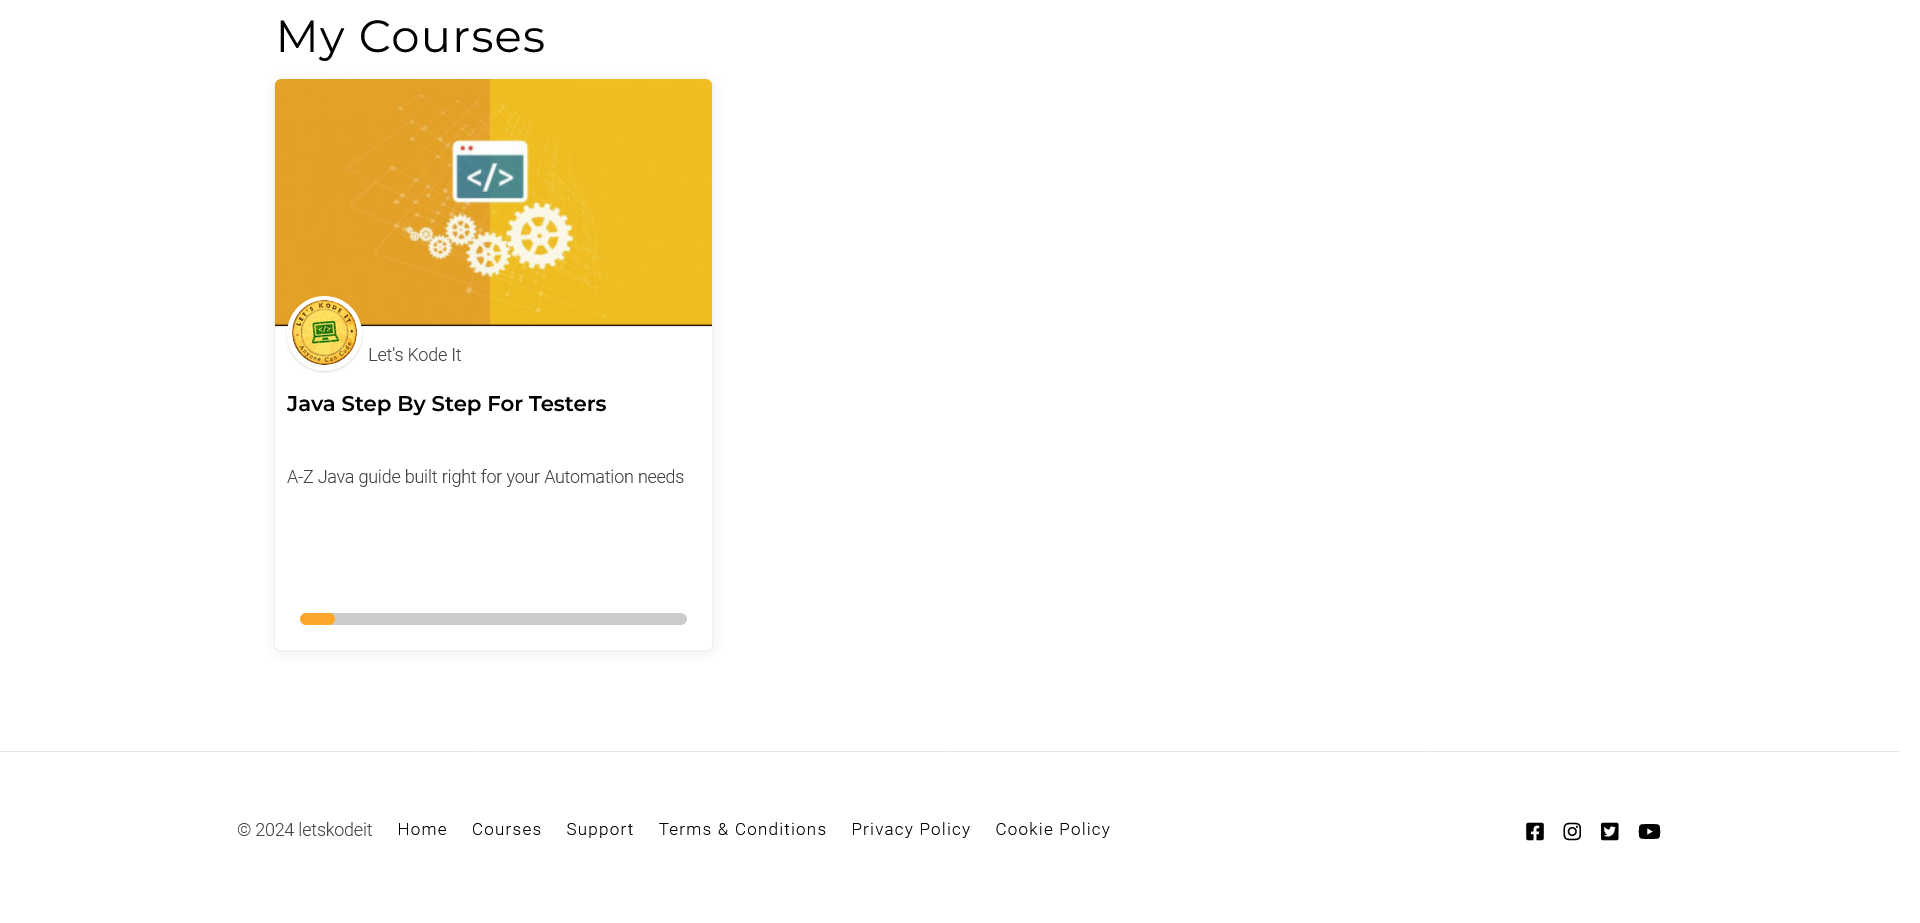 My Courses
</>
LET'S KODE IT
Anyone Can Code
Let's Kode It
Java Step By Step For Testers
A-Z Java guide built right for your Automation needs
© 2024 letskodeit Home Courses Support Terms & Conditions Privacy Policy Cookie Policy